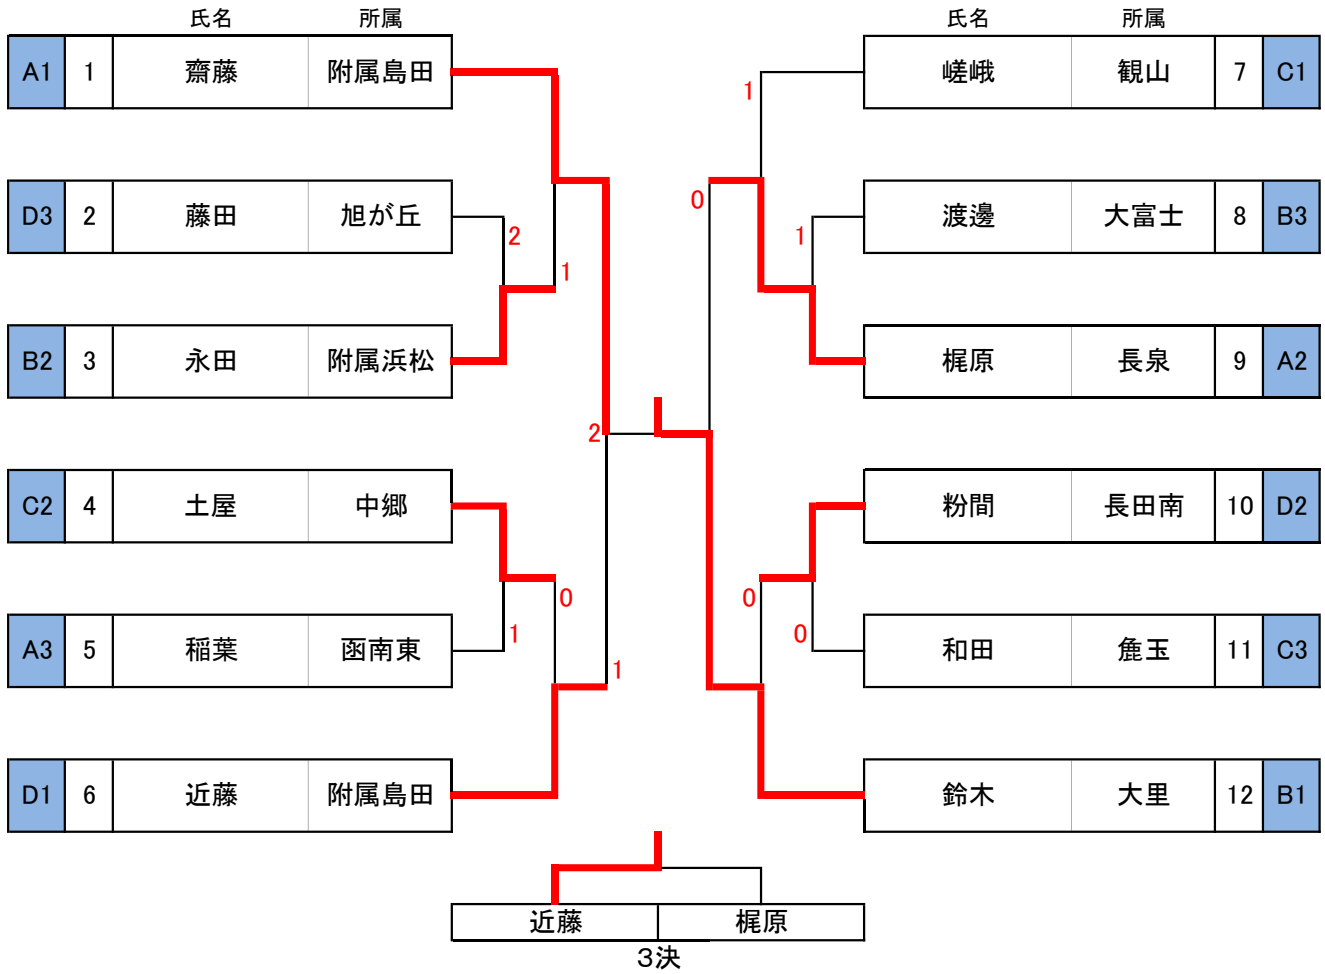 氏名 所属 氏名 所属
A1 1 齋藤 附属島田 嵯峨 観山 7 C1
1
0
D3 2 藤田 旭が丘 渡邊 大富士 8 B3
2 1
1
B2 3 永田 附属浜松 梶原 長泉 9 A2
2
C2 4 土屋 中郷 粉間 長田南 10 D2
0 0
1 0
A3 5 稲葉 函南東 和田 麁玉 11 C3
1
D1 6 近藤 附属島田 鈴木 大里 12 B1
近藤 梶原
３決